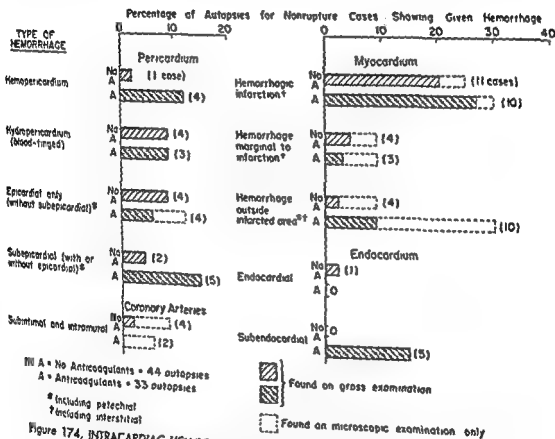 Percentage of Autopsies for Nonrupture Cases Showing Given Hemorrhage
0 10 20 0 10 20 30 40
TYPE OF HEMORRHAGE
Pericardium
Hemopericardium
No A (1 case)
A (4)
Hydropericardium (blood-tinged)
No A (4)
A (3)
Epicardial only (without subepicardial)*
No A (4)
A (4)
Subepicardial (with or without epicardial)*
No A (2)
A (5)
Coronary Arteries
Subintimal and intramural
No A (4)
A (2)
Myocardium
Hemorrhagic infarction†
No A (11 cases)
A (10)
Hemorrhage marginal to infarction†
No A (4)
A (3)
Hemorrhage outside infarcted area*†
No A (4)
A (10)
Endocardium
Endocardial
No A (1)
A 0
Subendocardial
No A 0
A (5)
No A = No Anticoagulants = 44 autopsies
A = Anticoagulants = 33 autopsies
*Including petechial
†Including interstitial
Found on gross examination
Found on microscopic examination only
Figure 174, INTRACARDIAC